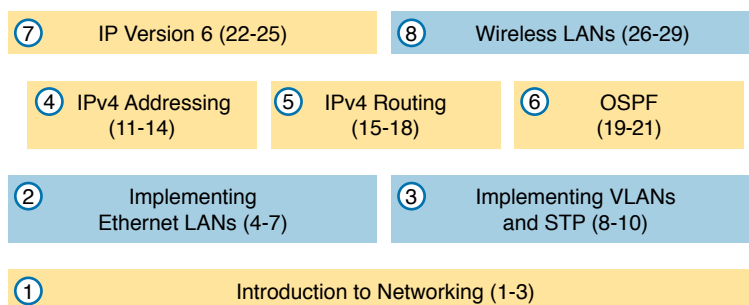 7 IP Version 6 (22-25)
8 Wireless LANs (26-29)
4 IPv4 Addressing
(11-14)
5 IPv4 Routing
(15-18)
6 OSPF
(19-21)
2 Implementing
Ethernet LANs (4-7)
3 Implementing VLANs
and STP (8-10)
1 Introduction to Networking (1-3)